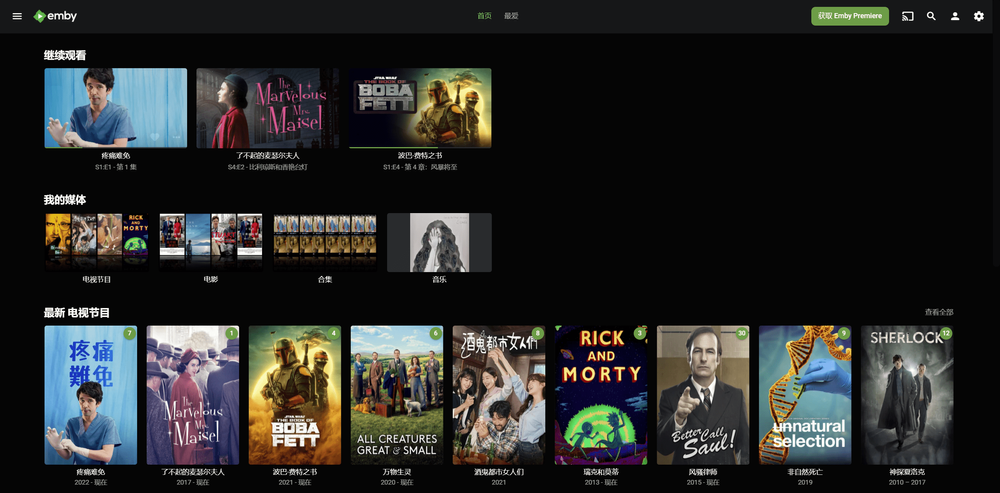 emby
首页 最爱
获取 Emby Premiere
继续观看
The Marvelous Mrs. Maisel
STAR WARS
THE BOOK OF
BOBA FETT
疼痛难免
了不起的麦瑟尔夫人
波巴·费特之书
S1:E1 - 第 1 集
S4:E2 - 比利琼斯和香艳台灯
S1:E4 - 第 4 章：风暴将至
我的媒体
RICK AND MORTY
电视节目
电影
合集
音乐
最新 电视节目
查看全部
7
疼痛
難免
1
The Marvelous Mrs. Maisel
4
STAR WARS
THE BOOK OF
BOBA
FETT
6
ALL CREATURES
GREAT & SMALL
8
酒鬼都市女人们
3
RICK
AND
MORTY
30
Better Call
Saul!
9
unnatural
selection
12
SHERLOCK
疼痛难免
了不起的麦瑟尔夫人
波巴·费特之书
万物生灵
酒鬼都市女人们
瑞克和莫蒂
风骚律师
非自然死亡
神探夏洛克
2022 - 现在
2017 - 现在
2021 - 现在
2020 - 现在
2021
2013 - 现在
2015 - 现在
2019
2010 – 2017